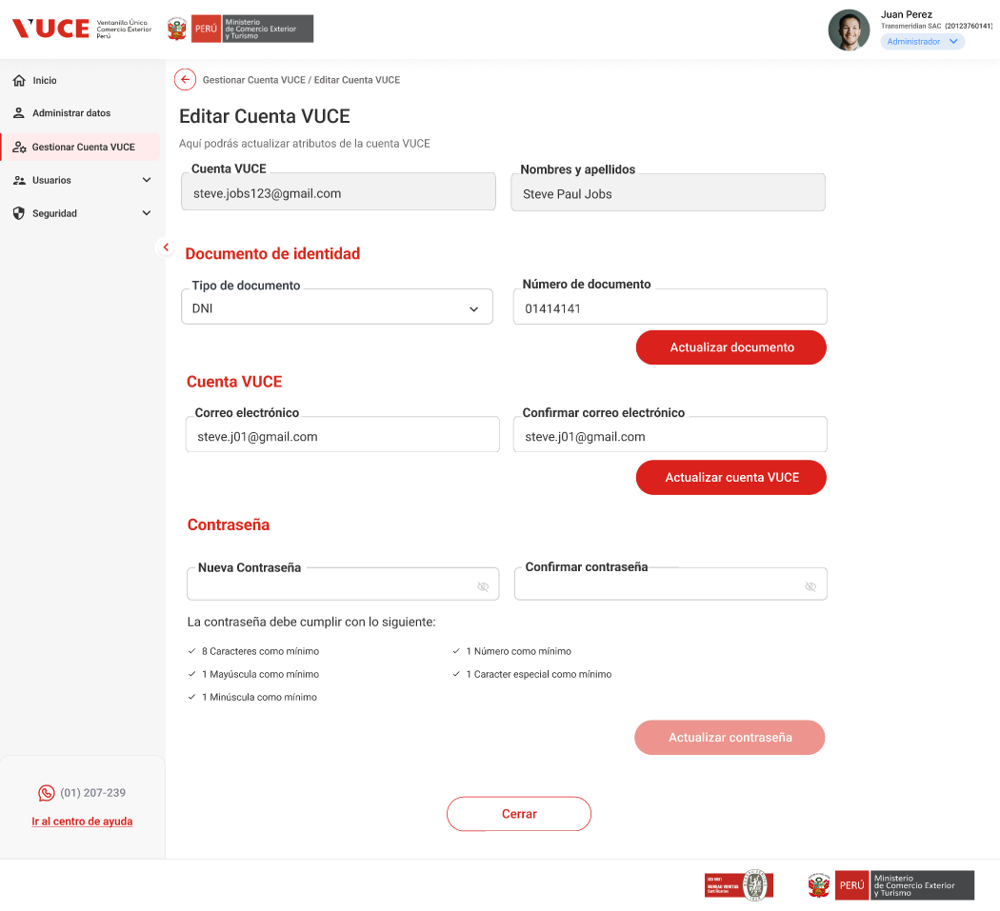 VUCE
Ventanilla Única
Comercio Exterior
Perú
PERÚ
Ministerio
de Comercio Exterior
y Turismo
Juan Perez
Transmeridian SAC (20123760141)
Administrador
Inicio
Administrar datos
Gestionar Cuenta VUCE
Usuarios
Seguridad
Gestionar Cuenta VUCE / Editar Cuenta VUCE
Editar Cuenta VUCE
Aquí podrás actualizar atributos de la cuenta VUCE
Cuenta VUCE
steve.jobs123@gmail.com
Nombres y apellidos
Steve Paul Jobs
Documento de identidad
Tipo de documento
DNI
Número de documento
01414141
Actualizar documento
Cuenta VUCE
Correo electrónico
steve.j01@gmail.com
Confirmar correo electrónico
steve.j01@gmail.com
Actualizar cuenta VUCE
Contraseña
Nueva Contraseña
Confirmar contraseña
La contraseña debe cumplir con lo siguiente:
8 Caracteres como mínimo
1 Número como mínimo
1 Mayúscula como mínimo
1 Caracter especial como mínimo
1 Minúscula como mínimo
Actualizar contraseña
(01) 207-239
Ir al centro de ayuda
Cerrar
BUREAU VERITAS
Certification
PERÚ
Ministerio
de Comercio Exterior
y Turismo